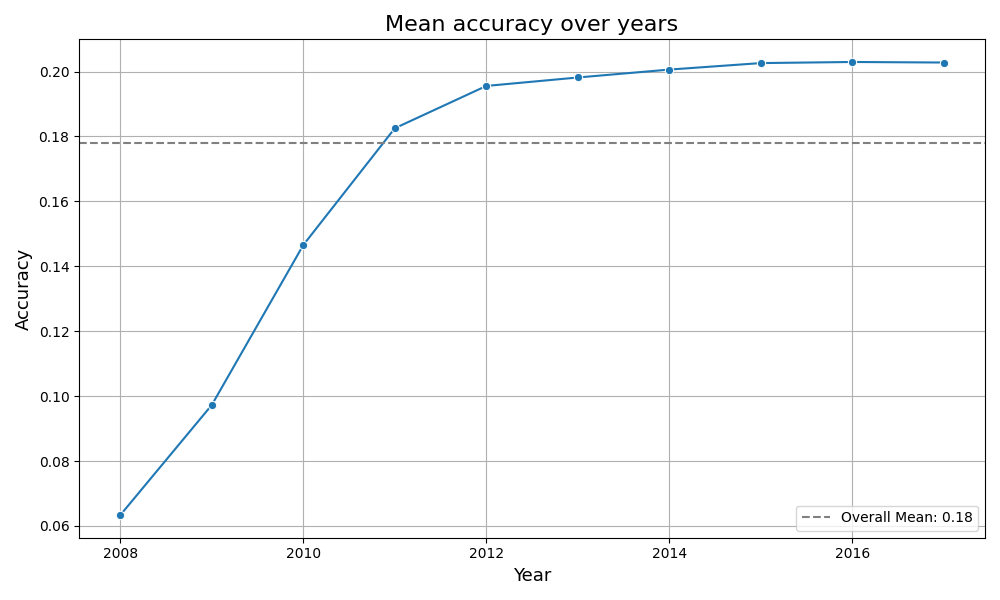 Mean accuracy over years
Accuracy
0.20
0.18
0.16
0.14
0.12
0.10
0.08
0.06
Overall Mean: 0.18
2008 2010 2012 2014 2016
Year